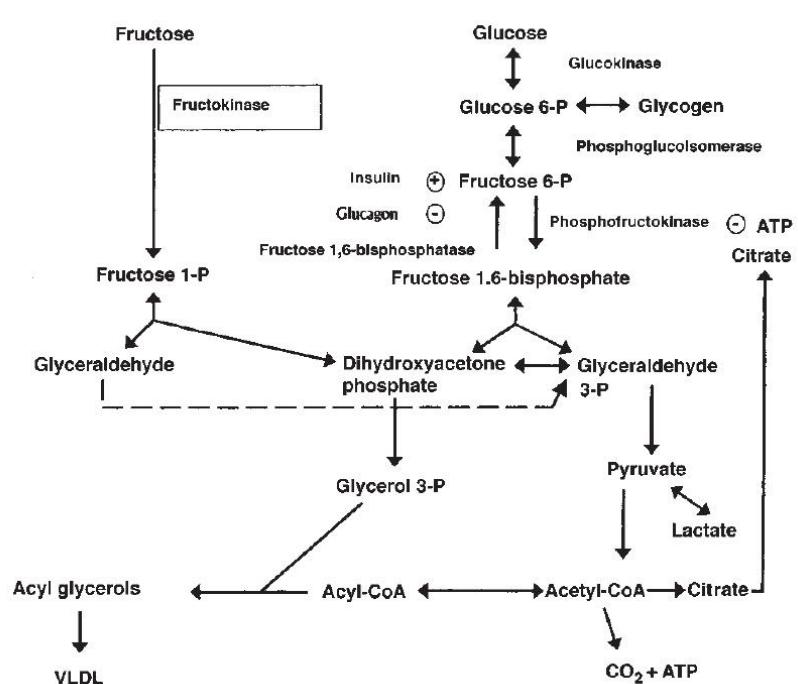 Fructose
Glucose
Glucokinase
Fructokinase
Glucose 6-P
Glycogen
PhosphogluCoIsomerase
Insulin
+
Fructose 6-P
Glucagon
-
Phosphofructokinase
-
ATP
Fructose 1,6-bisphosphatase
Citrate
Fructose 1-P
Fructose 1.6-bisphosphate
Glyceraldehyde
Dihydroxyacetone
phosphate
Glyceraldehyde
3-P
Pyruvate
Glycerol 3-P
Lactate
Acyl glycerols
Acyl-CoA
Acetyl-CoA
Citrate
VLDL
CO₂ + ATP